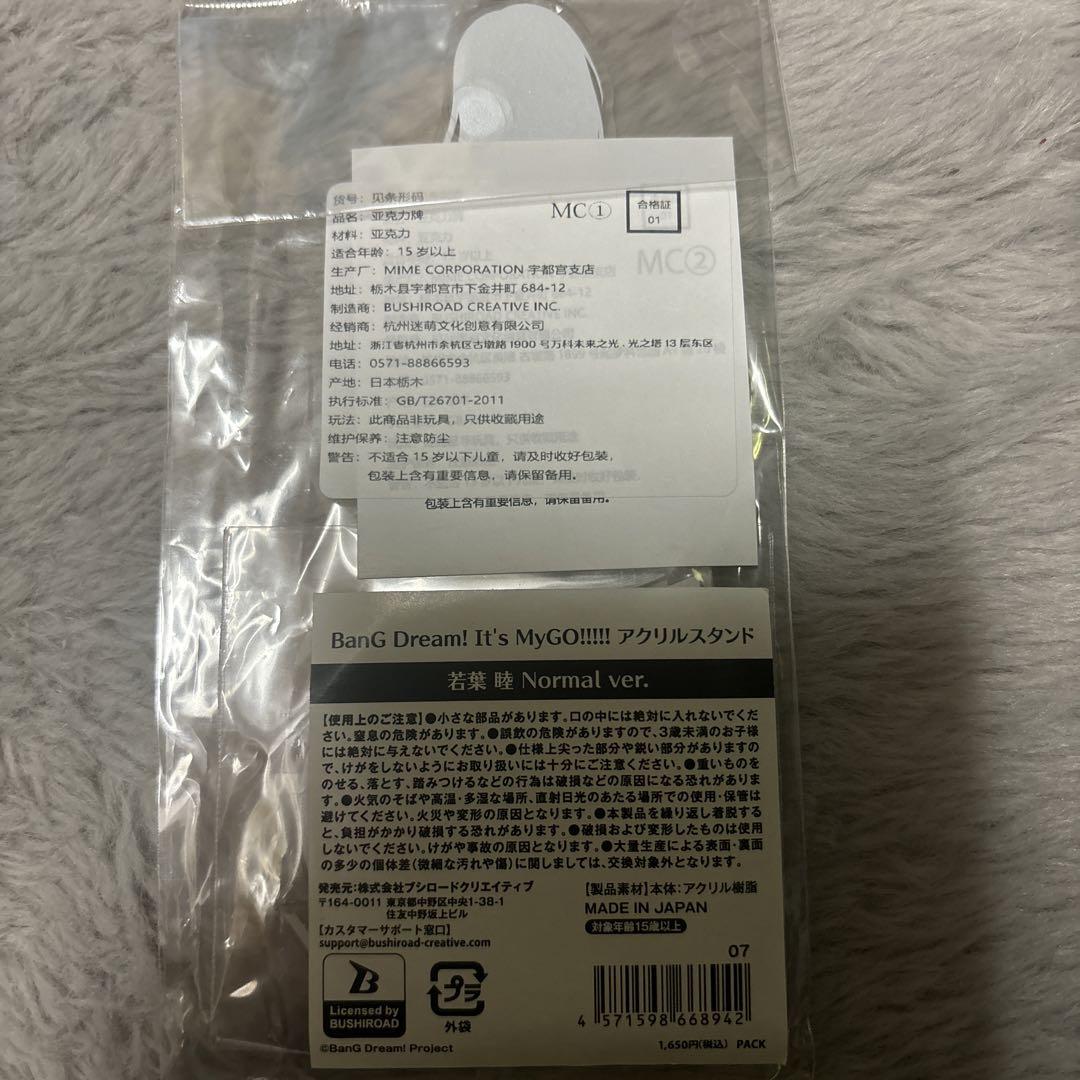 货号：见条形码
品名：亚克力牌
材料：亚克力
适合年龄：15 岁以上
生产厂：MIME CORPORATION 宇都宫支店
地址：栃木县宇都宫市下金井町 684-12
制造商：BUSHIROAD CREATIVE INC.
经销商：杭州迷萌文化创意有限公司
地址：浙江省杭州市余杭区古墩路 1900 号万科未来之光、光之塔 13 层东区
电话：0571-88866593
产地：日本栃木
执行标准：GB/T26701-2011
玩法：此商品非玩具，只供收藏用途
维护保养：注意防尘
警告：不适合 15 岁以下儿童，请及时收好包装，
包装上含有重要信息，请保留备用。
MC①
合格証
01
MC②
包装上含有重要信息，请保留备用。
BanG Dream! It's MyGO!!!!! アクリルスタンド
若葉 睦 Normal ver.
【使用上のご注意】●小さな部品があります。口の中には絶対に入れないでくだ
さい。窒息の危険があります。●誤飲の危険がありますので、3歳未満のお子様
には絶対に与えないでください。●仕様上尖った部分や鋭い部分があります
ので、けがをしないようにお取り扱いには十分にご注意ください。●重いものを
のせる、落とす、踏みつけるなどの行為は破損などの原因になる恐れがありま
す。●火気のそばや高温・多湿な場所、直射日光のあたる場所での使用・保管は
避けてください。火災や変形の原因となります。●本製品を繰り返し着脱する
と、負担がかかり破損する恐れがあります。●破損および変形したものは使用
しないでください。けがや事故の原因となります。●大量生産による表面・裏面
の多少の個体差（微細な汚れや傷）に関しましては、交換対象外となります。
発売元：株式会社ブシロードクリエイティブ
〒164-0011 東京都中野区中央1-38-1
住友中野坂上ビル
【カスタマーサポート窓口】
support@bushiroad-creative.com
【製品素材】本体：アクリル樹脂
MADE IN JAPAN
対象年齢15歳以上
07
B
Licensed by
BUSHIROAD
プラ
外袋
4 571598 668942
©BanG Dream! Project
1,650円（税込） PACK